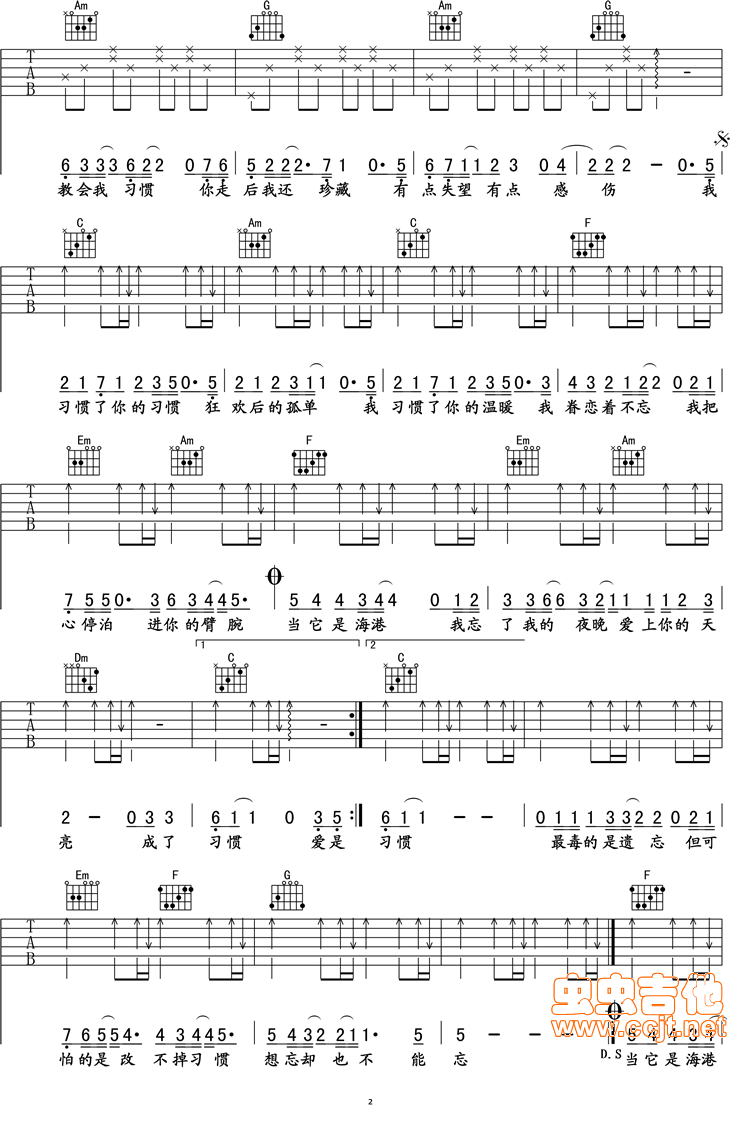 Am G Am G
T A B
6 3 3 3 6 2 2 0 7 6 5 2 2 2· 7 1 0· 5 6 7 1 1 2 3 0 4 2 2 2 — 0· 5
教会我 习惯 你走 后我还 珍藏 有 点失望 有点 感 伤 我
C Am C F
T A B
2 1 7 1 2 3 5 0· 5 2 1 2 3 1 1 0· 5 2 1 7 1 2 3 5 0· 3 4 3 2 1 2 2 0 2 1
习惯了你的习惯 狂 欢后的孤单 我 习惯了你的温暖 我 眷恋着不忘 我把
Em Am F Em Am
T A B
7 5 5 0· 3 6 3 4 4 5· 5 4 4 3 4 4 0 1 2 3 3 6 6 3 2 1 1 1 1 2 3
心停泊 进你的臂腕 当它是海港 我忘 了我的 夜晚 爱上你的天
1 2
Dm C C
T A B
2 — 0 3 3 6 1 1 0 3 5 :‖ 6 1 1 — — 0 1 1 1 3 3 2 2 0 2 1
亮 成了 习惯 爱是 习惯 最毒的是遗忘 但可
Em F G F
T A B
虫虫吉他
www.ccjt.net
7 6 5 5 4· 4 3 4 4 5· 5 4 3 2 2 1 1 1· 5 5 — — D.S 5 4 4 3 4
怕的是改 不掉习惯 想忘却也不 能 忘 当它是海港
2